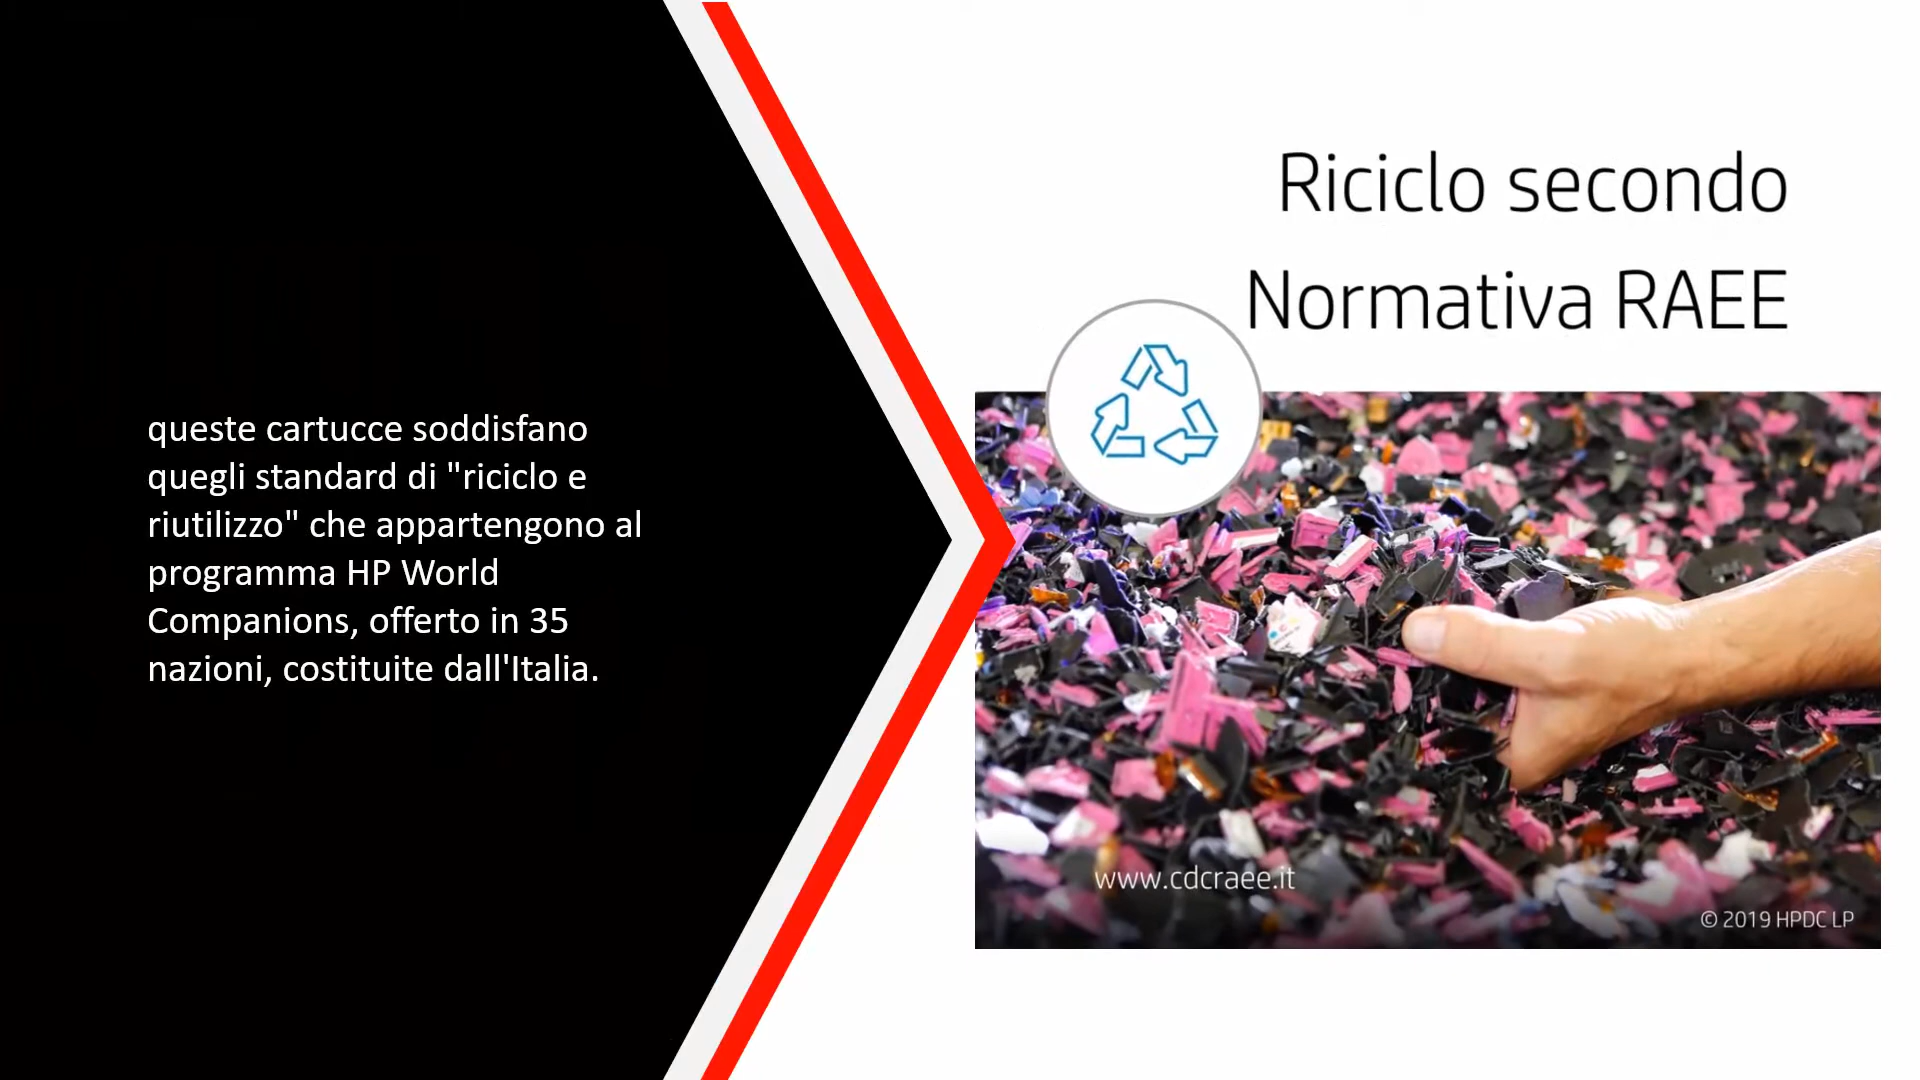 queste cartucce soddisfano
quegli standard di "riciclo e
riutilizzo" che appartengono al
programma HP World
Companions, offerto in 35
nazioni, costituite dall'Italia.
Riciclo secondo
Normativa RAEE
www.cdcraee.it
© 2019 HPDC LP